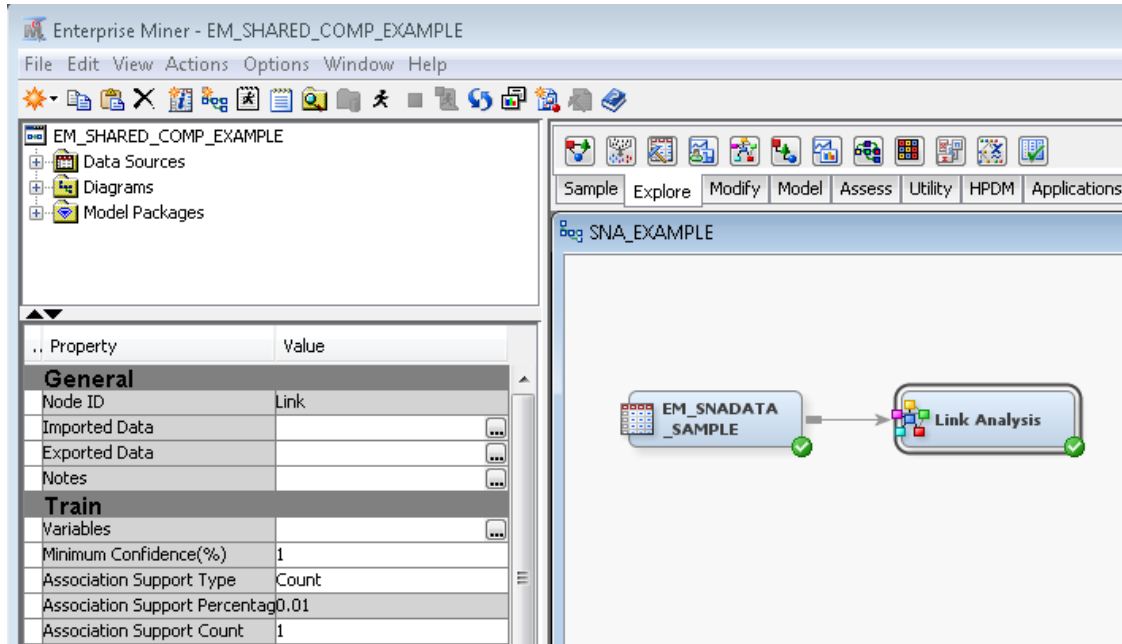 Enterprise Miner - EM_SHARED_COMP_EXAMPLE
File Edit View Actions Options Window Help
EM_SHARED_COMP_EXAMPLE
Data Sources
Diagrams
Model Packages
.. Property Value
General
Node ID Link
Imported Data ...
Exported Data ...
Notes ...
Train
Variables ...
Minimum Confidence(%) 1
Association Support Type Count
Association Support Percentag0.01
Association Support Count 1
Sample Explore Modify Model Assess Utility HPDM Applications
SNA_EXAMPLE
EM_SNADATA
_SAMPLE
Link Analysis